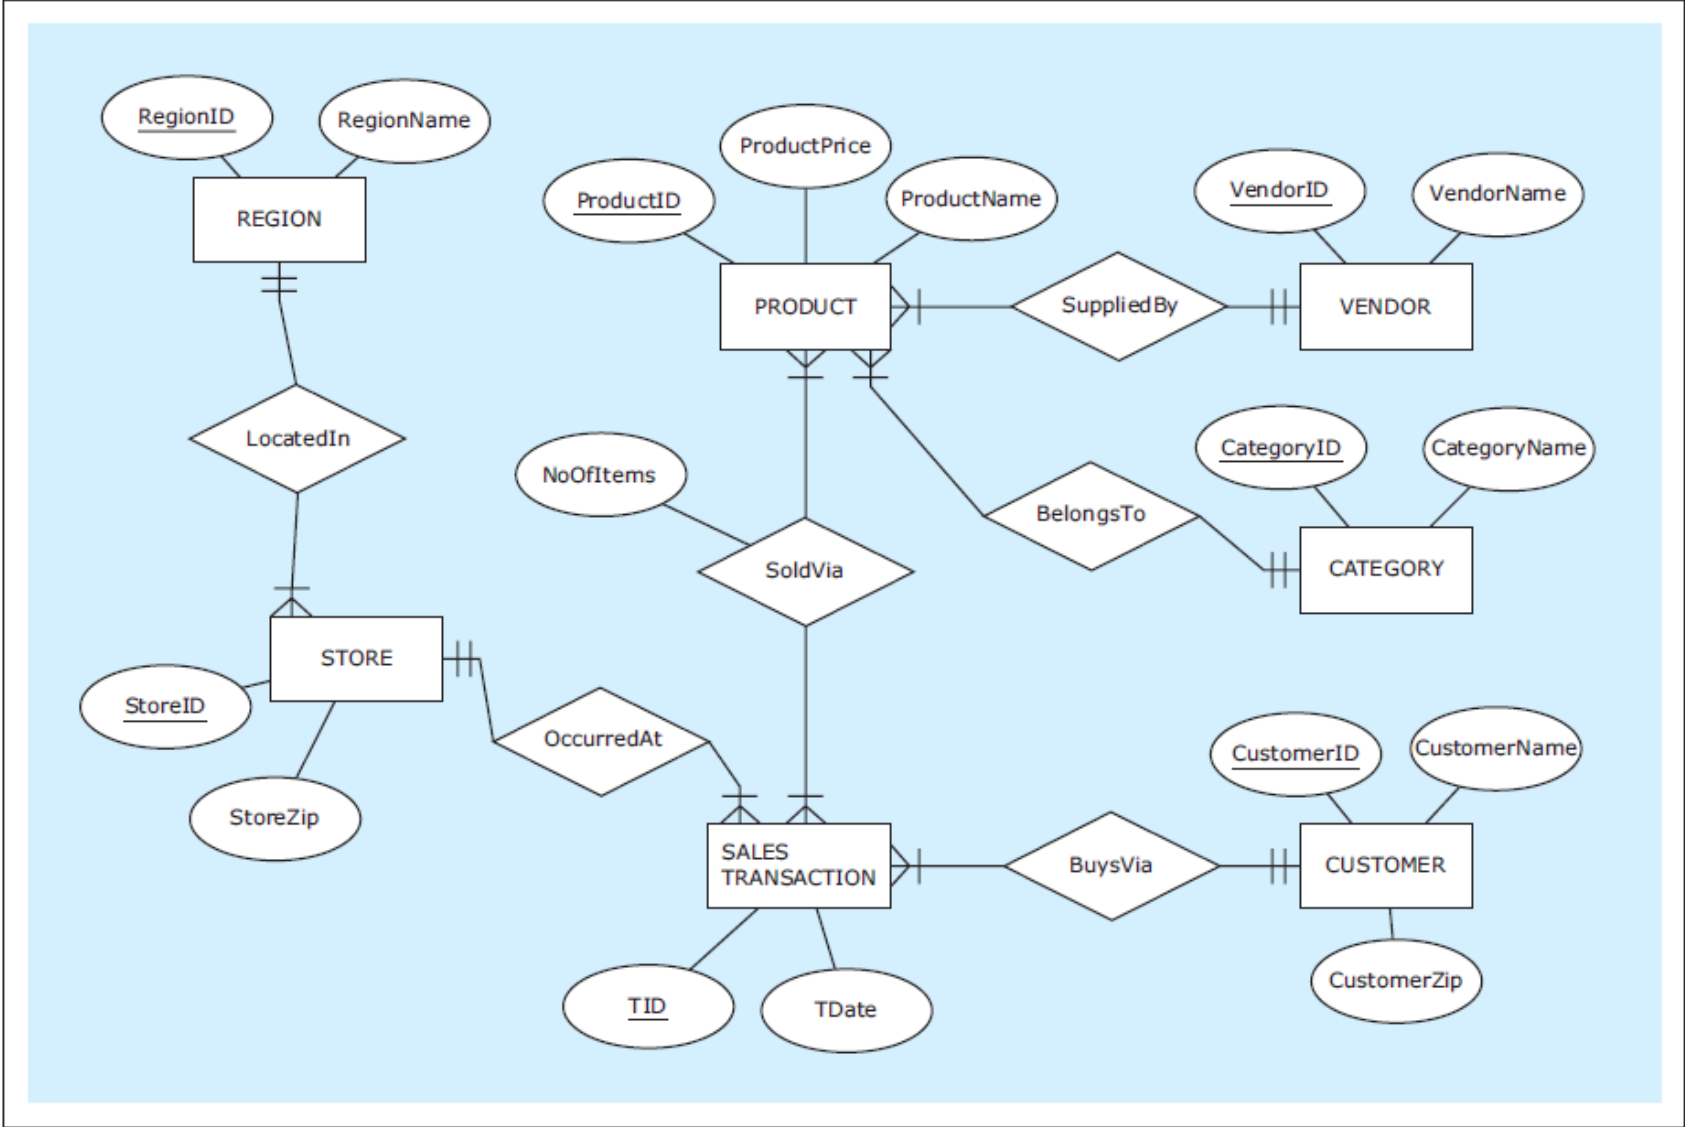 RegionID
RegionName
REGION
ProductPrice
ProductID
ProductName
PRODUCT
SuppliedBy
VendorID
VendorName
VENDOR
LocatedIn
NoOfItems
SoldVia
BelongsTo
CategoryID
CategoryName
CATEGORY
STORE
StoreID
StoreZip
OccurredAt
SALES
TRANSACTION
TID
TDate
BuysVia
CustomerID
CustomerName
CUSTOMER
CustomerZip